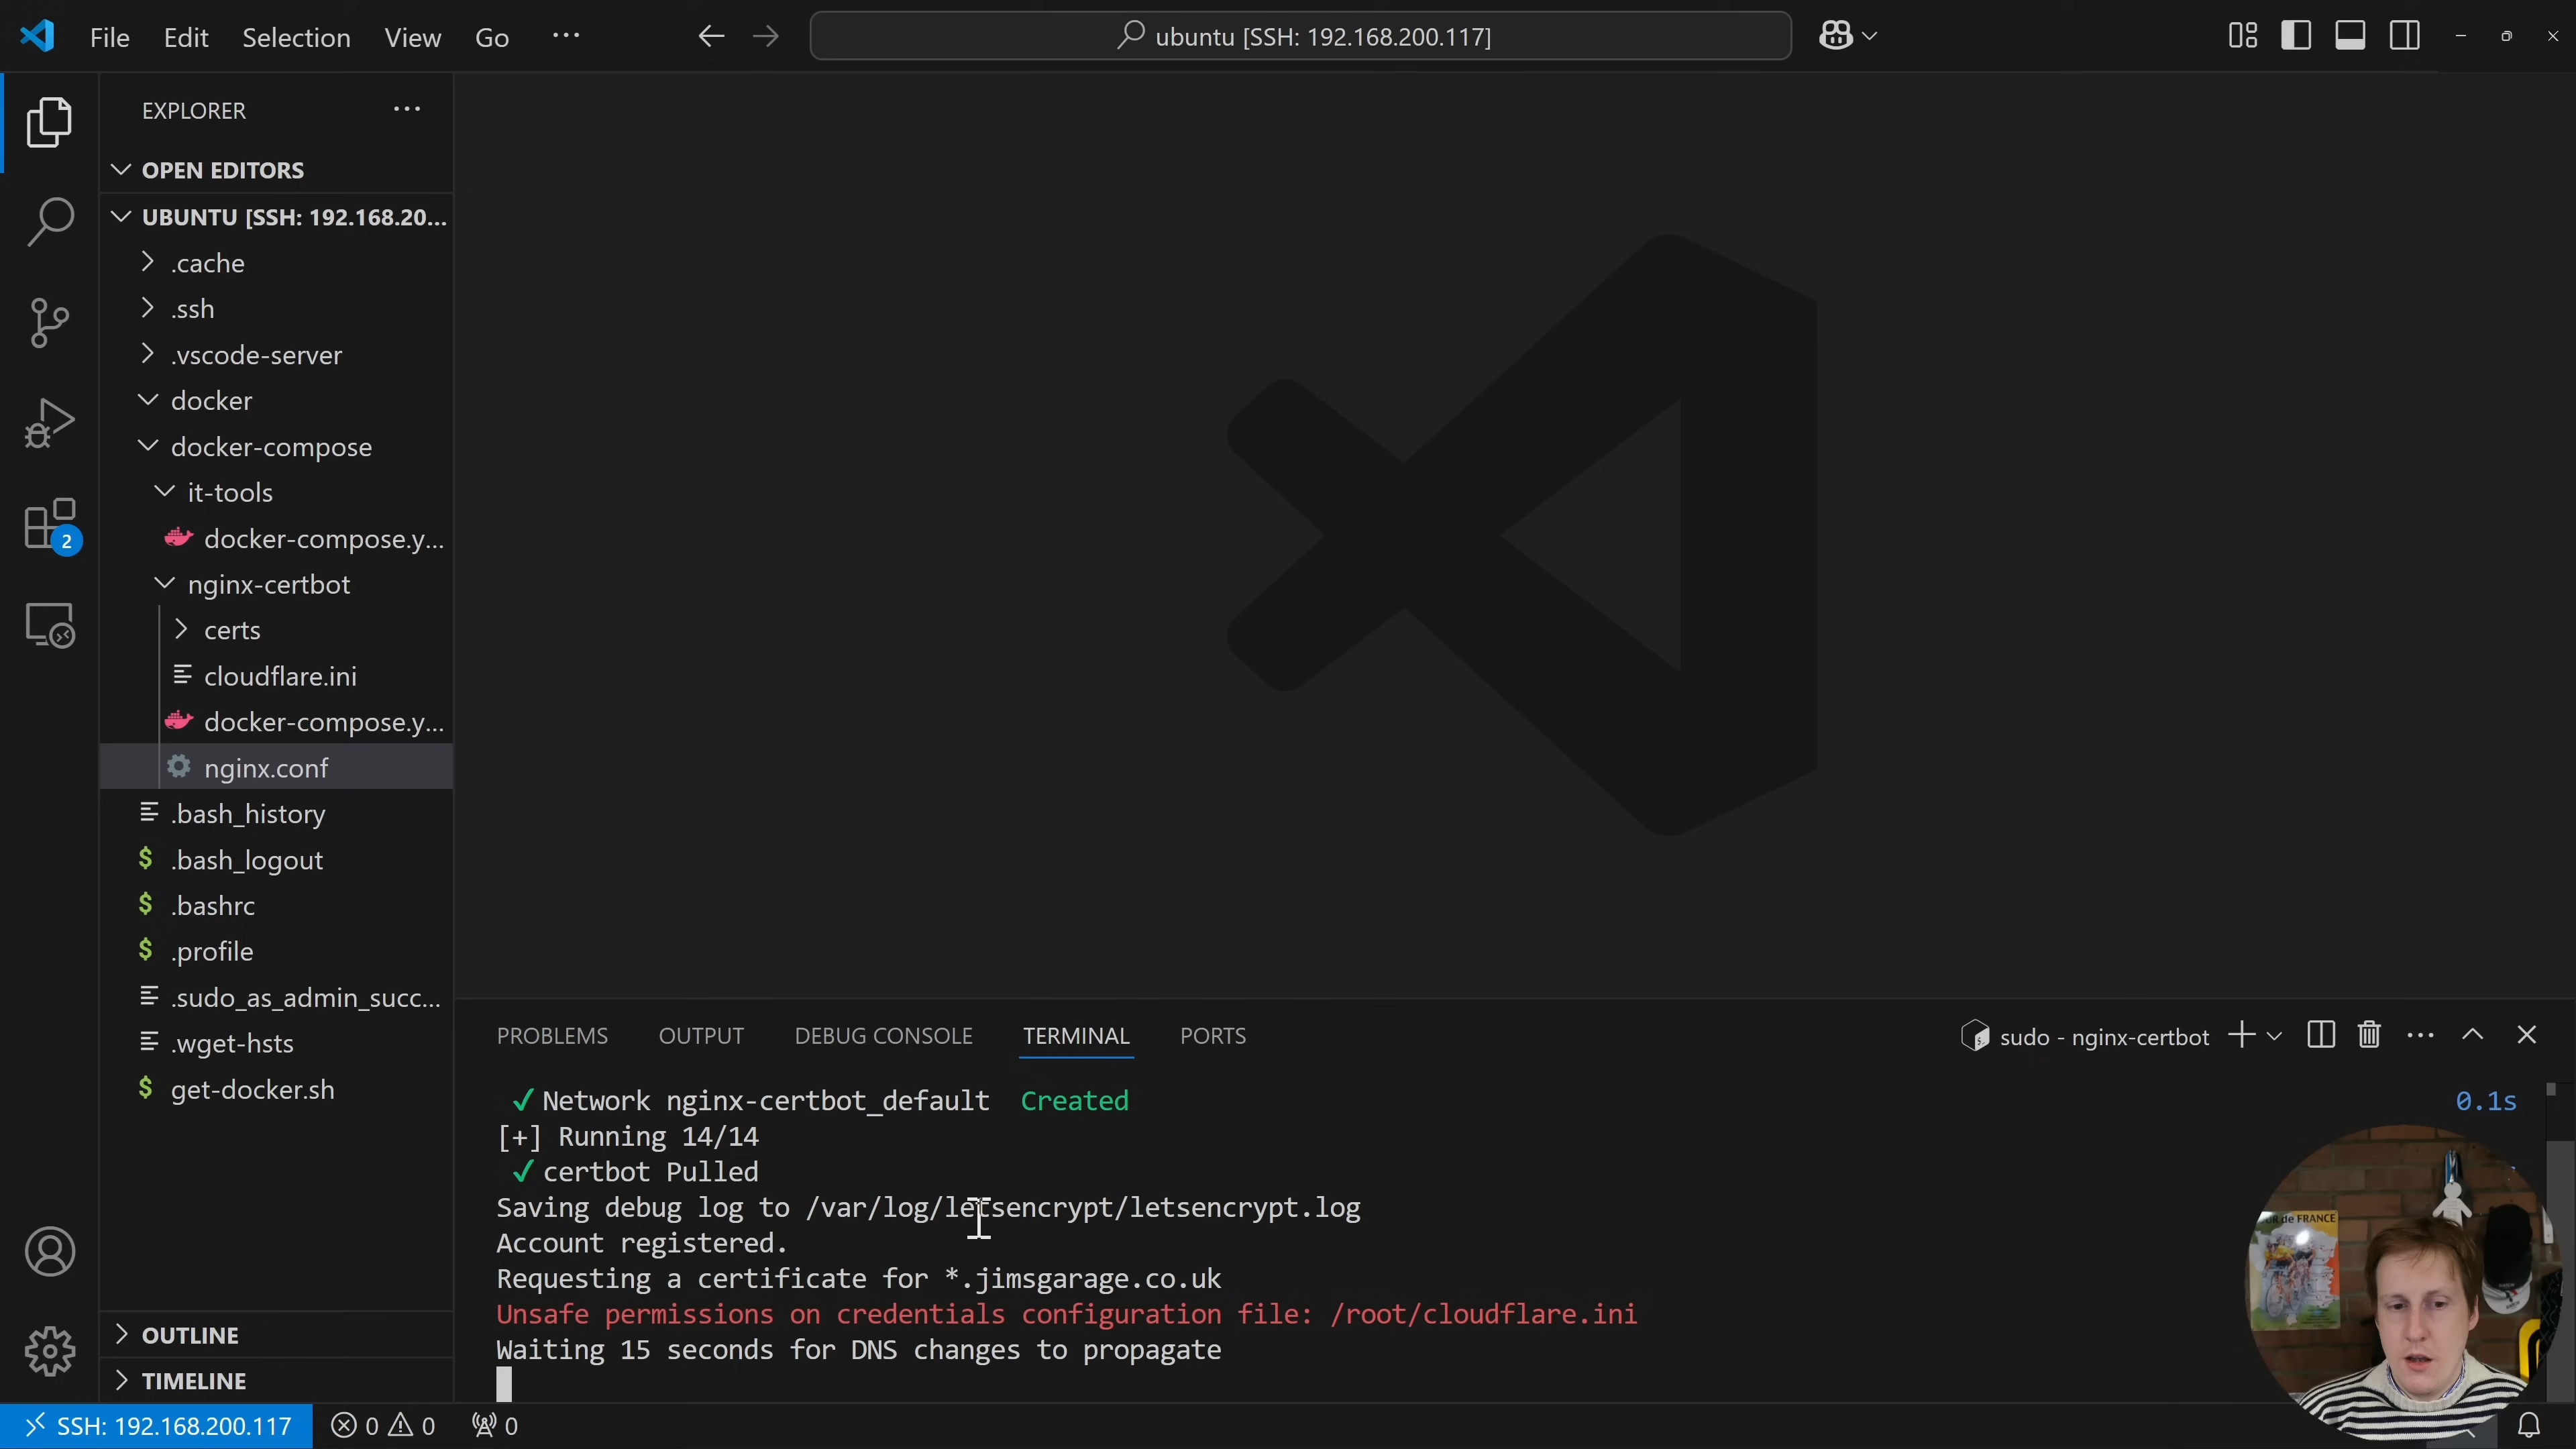 File Edit Selection View Go ...
ubuntu [SSH: 192.168.200.117]
EXPLORER
OPEN EDITORS
UBUNTU [SSH: 192.168.20...
.cache
.ssh
.vscode-server
docker
docker-compose
it-tools
docker-compose.y...
nginx-certbot
certs
cloudflare.ini
docker-compose.y...
nginx.conf
.bash_history
.bash_logout
.bashrc
.profile
.sudo_as_admin_succ...
.wget-hsts
get-docker.sh
OUTLINE
TIMELINE
2
PROBLEMS OUTPUT DEBUG CONSOLE TERMINAL PORTS
sudo - nginx-certbot
✓ Network nginx-certbot_default Created 0.1s
[+] Running 14/14
✓ certbot Pulled
Saving debug log to /var/log/letsencrypt/letsencrypt.log
Account registered.
Requesting a certificate for *.jimsgarage.co.uk
Unsafe permissions on credentials configuration file: /root/cloudflare.ini
Waiting 15 seconds for DNS changes to propagate
de FRANCE
SSH: 192.168.200.117 0 0 0